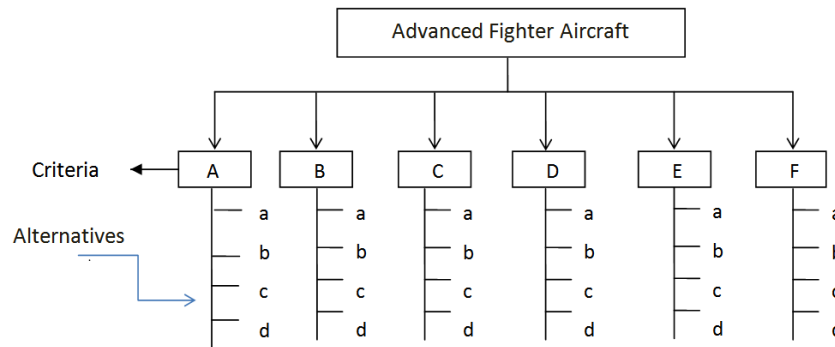 Advanced Fighter Aircraft
Criteria
A B C D E F
a a a a a a
Alternatives
b b b b b b
c c c c c
d d d d d